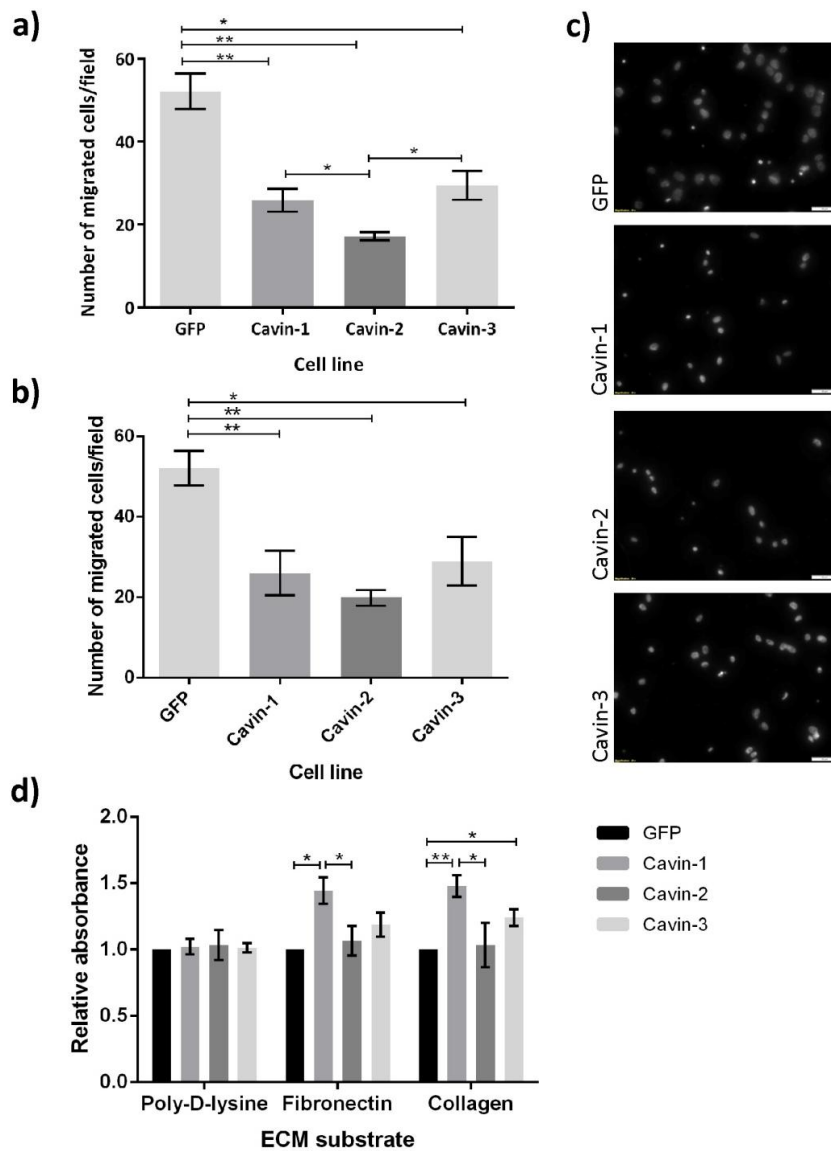 a)
*
**
**
*
*
Number of migrated cells/field
60
40
20
0
GFP Cavin-1 Cavin-2 Cavin-3
Cell line
b)
*
**
**
Number of migrated cells/field
60
40
20
0
GFP Cavin-1 Cavin-2 Cavin-3
Cell line
c)
GFP
Cavin-1
Cavin-2
Cavin-3
d)
Relative absorbance
2.0
1.5
1.0
0.5
0.0
* *
*
** *
Poly-D-lysine Fibronectin Collagen
ECM substrate
GFP
Cavin-1
Cavin-2
Cavin-3